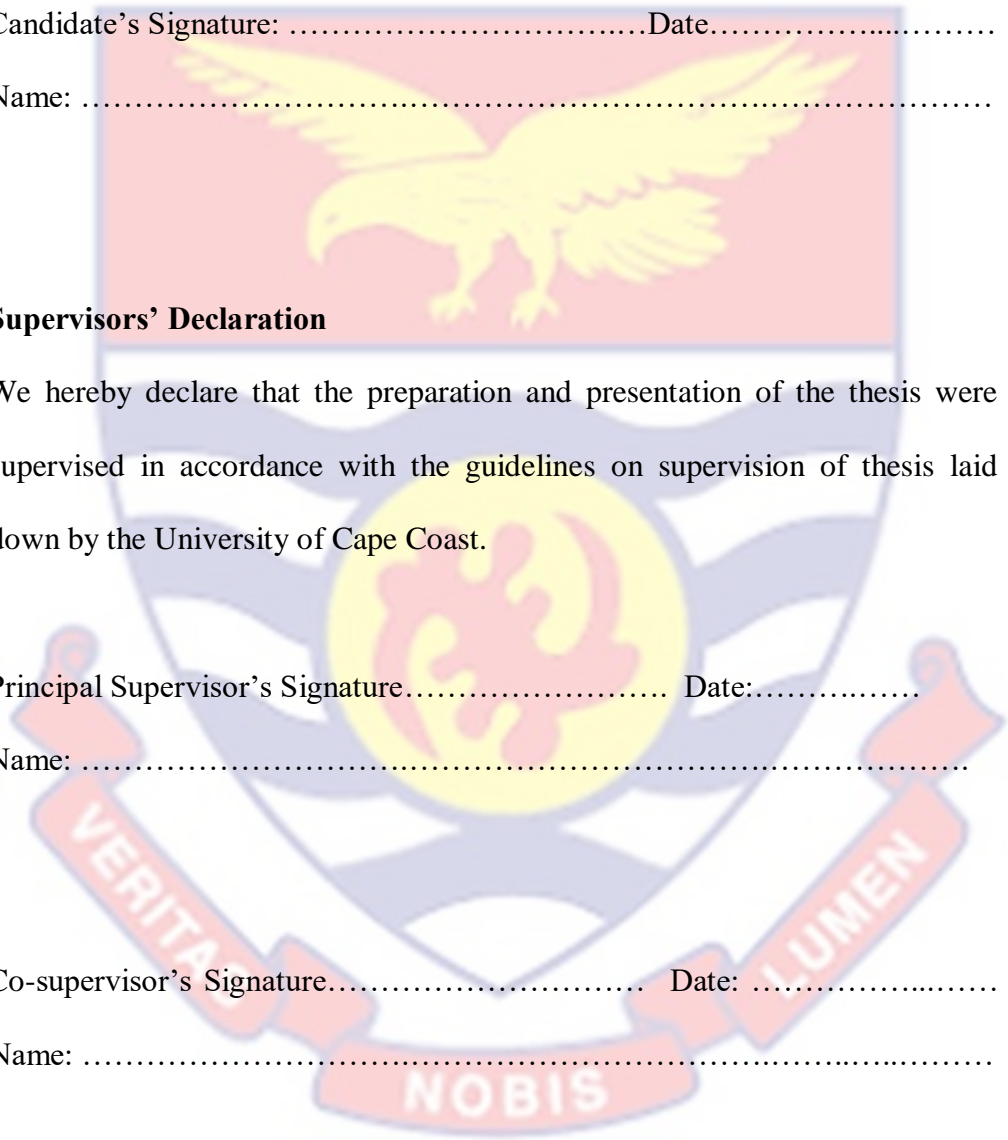 Candidate’s Signature: ……………………………Date……………....………
Name: ……………………………………………………………………………
Supervisors’ Declaration
We hereby declare that the preparation and presentation of the thesis were
supervised in accordance with the guidelines on supervision of thesis laid
down by the University of Cape Coast.
Principal Supervisor’s Signature……………………. Date:…………….
Name: ………………………………………………………………………….
VERITAS
LUMEN
Co-supervisor’s Signature………………………… Date: ……………..……
Name: ……………………………………………………………..…..………
NOBIS